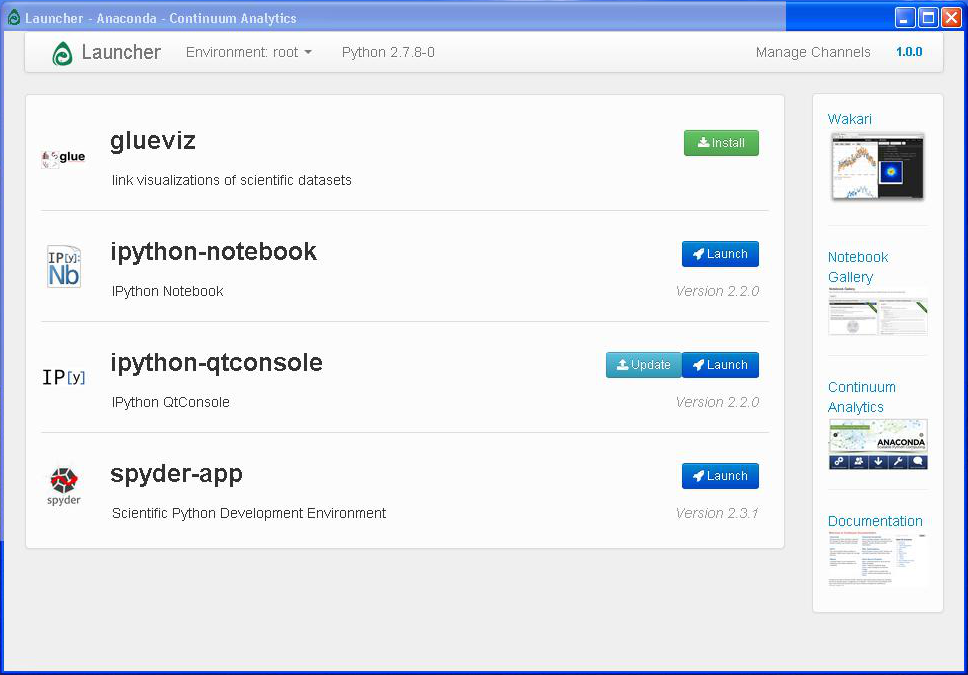 Launcher - Anaconda - Continuum Analytics
Launcher Environment: root Python 2.7.8-0 Manage Channels 1.0.0
glue
glueviz
Install
link visualizations of scientific datasets
IP[y]:
Nb
ipython-notebook
Launch
IPython Notebook
Version 2.2.0
IP[y]
ipython-qtconsole
Update Launch
IPython QtConsole
Version 2.2.0
spyder
spyder-app
Launch
Scientific Python Development Environment
Version 2.3.1
Wakari
Notebook
Gallery
Notebook Gallery
Continuum
Analytics
ANACONDA
Documentation